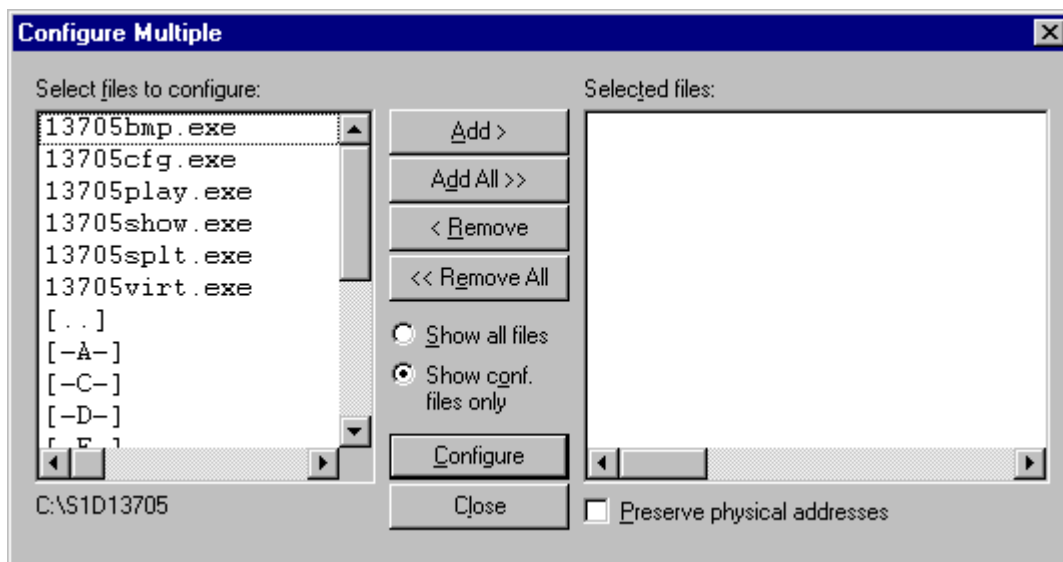 Configure Multiple
Select files to configure:
13705bmp.exe
13705cfg.exe
13705play.exe
13705show.exe
13705splt.exe
13705virt.exe
[..]
[-A-]
[-C-]
[-D-]
C:\S1D13705
Add >
Add All >>
< Remove
<< Remove All
Show all files
Show conf.
files only
Configure
Close
Selected files:
Preserve physical addresses